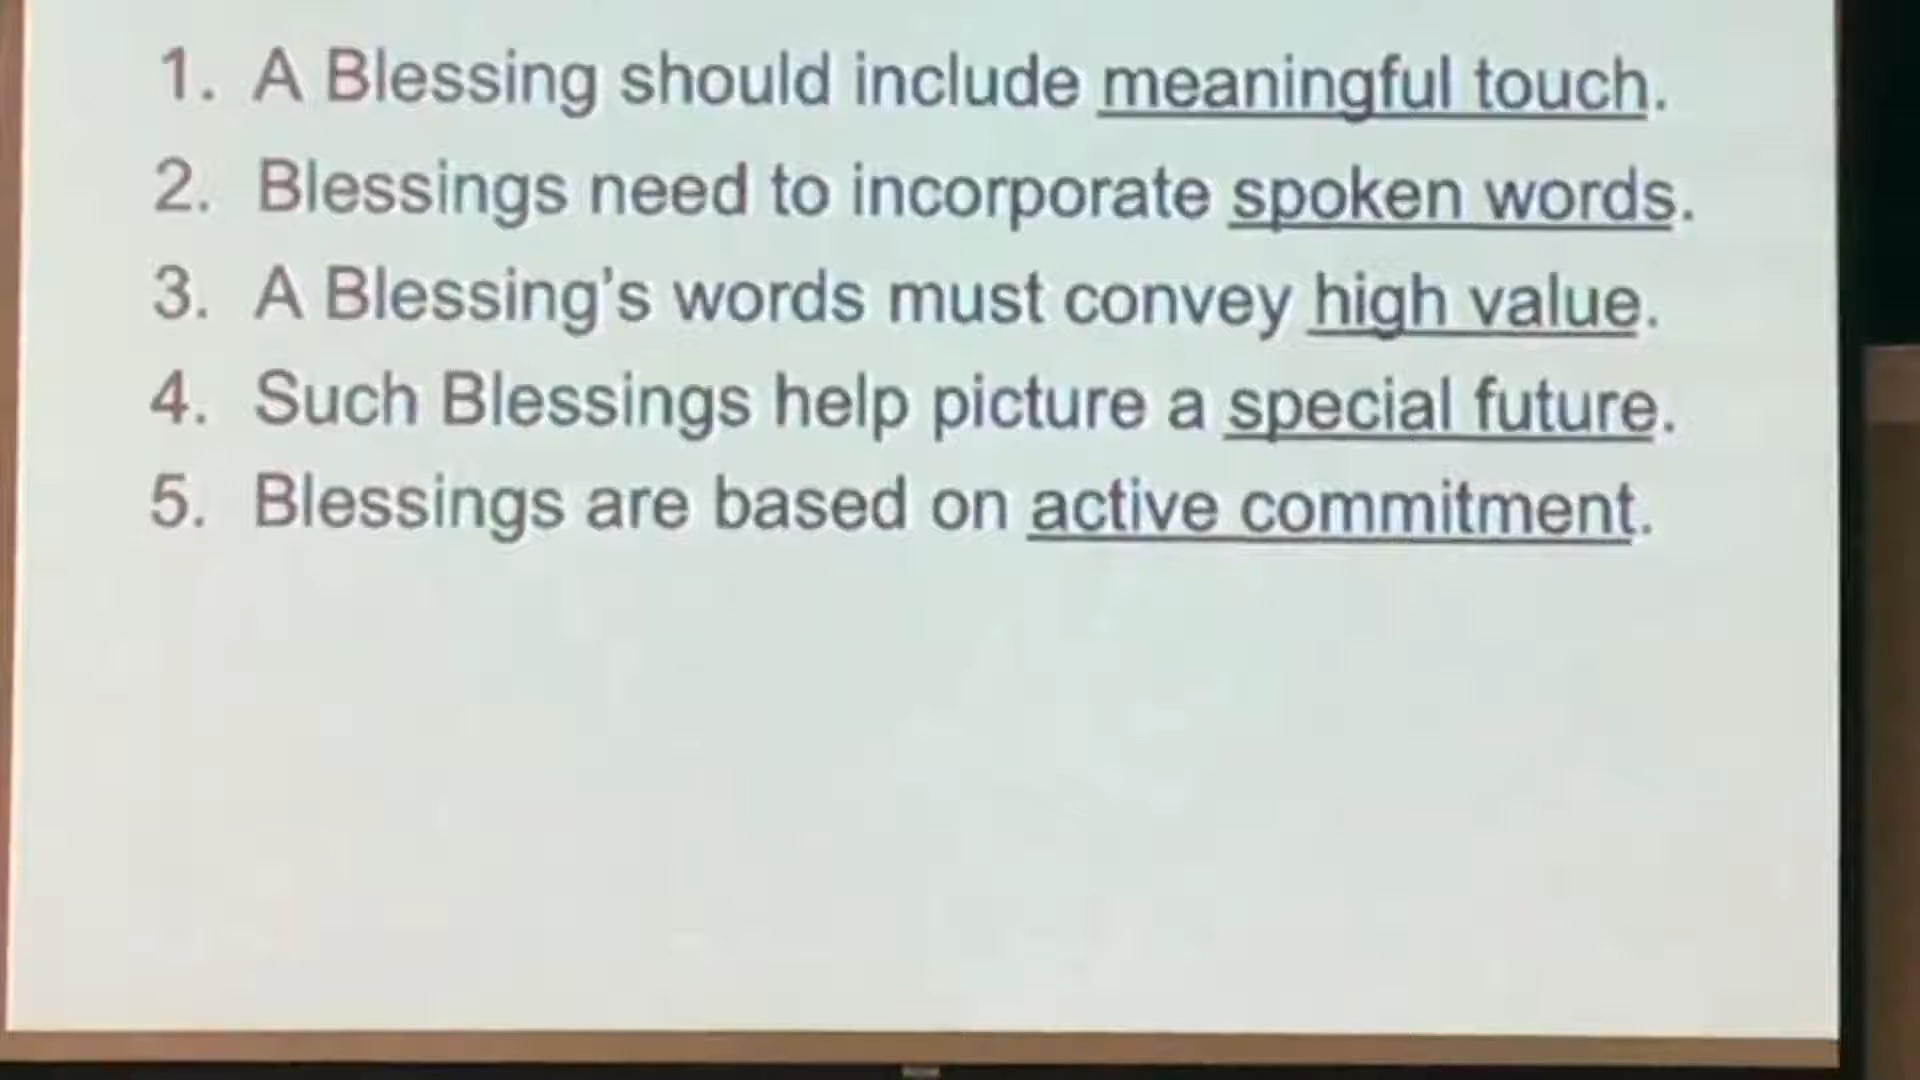 1. A Blessing should include meaningful touch.
2. Blessings need to incorporate spoken words.
3. A Blessing's words must convey high value.
4. Such Blessings help picture a special future.
5. Blessings are based on active commitment.